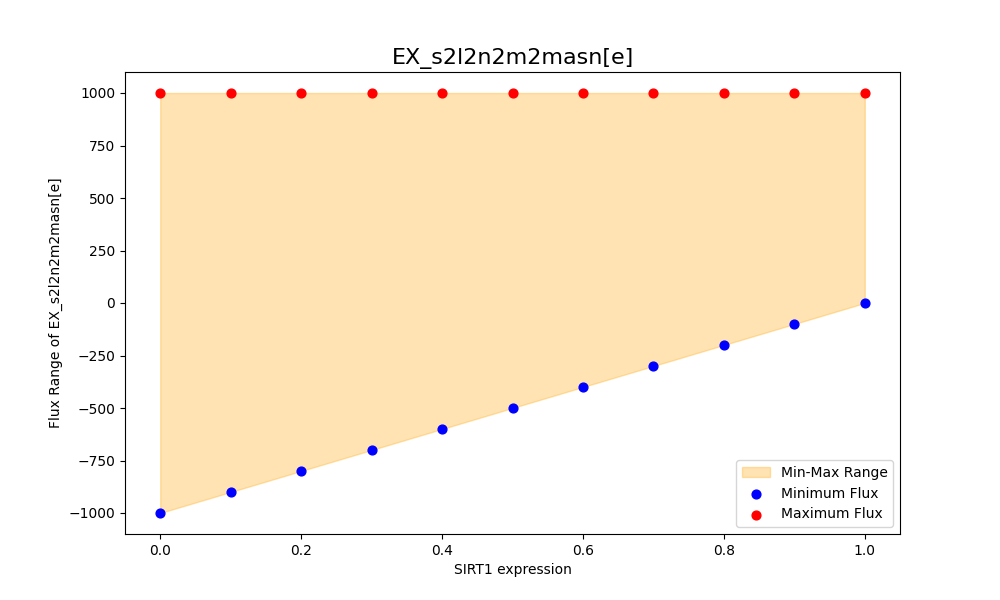 EX_s2l2n2m2masn[e]
Flux Range of EX_s2l2n2m2masn[e]
1000
750
500
250
0
−250
−500
−750
−1000
Min-Max Range
Minimum Flux
Maximum Flux
0.0
0.2
0.4
0.6
0.8
1.0
SIRT1 expression